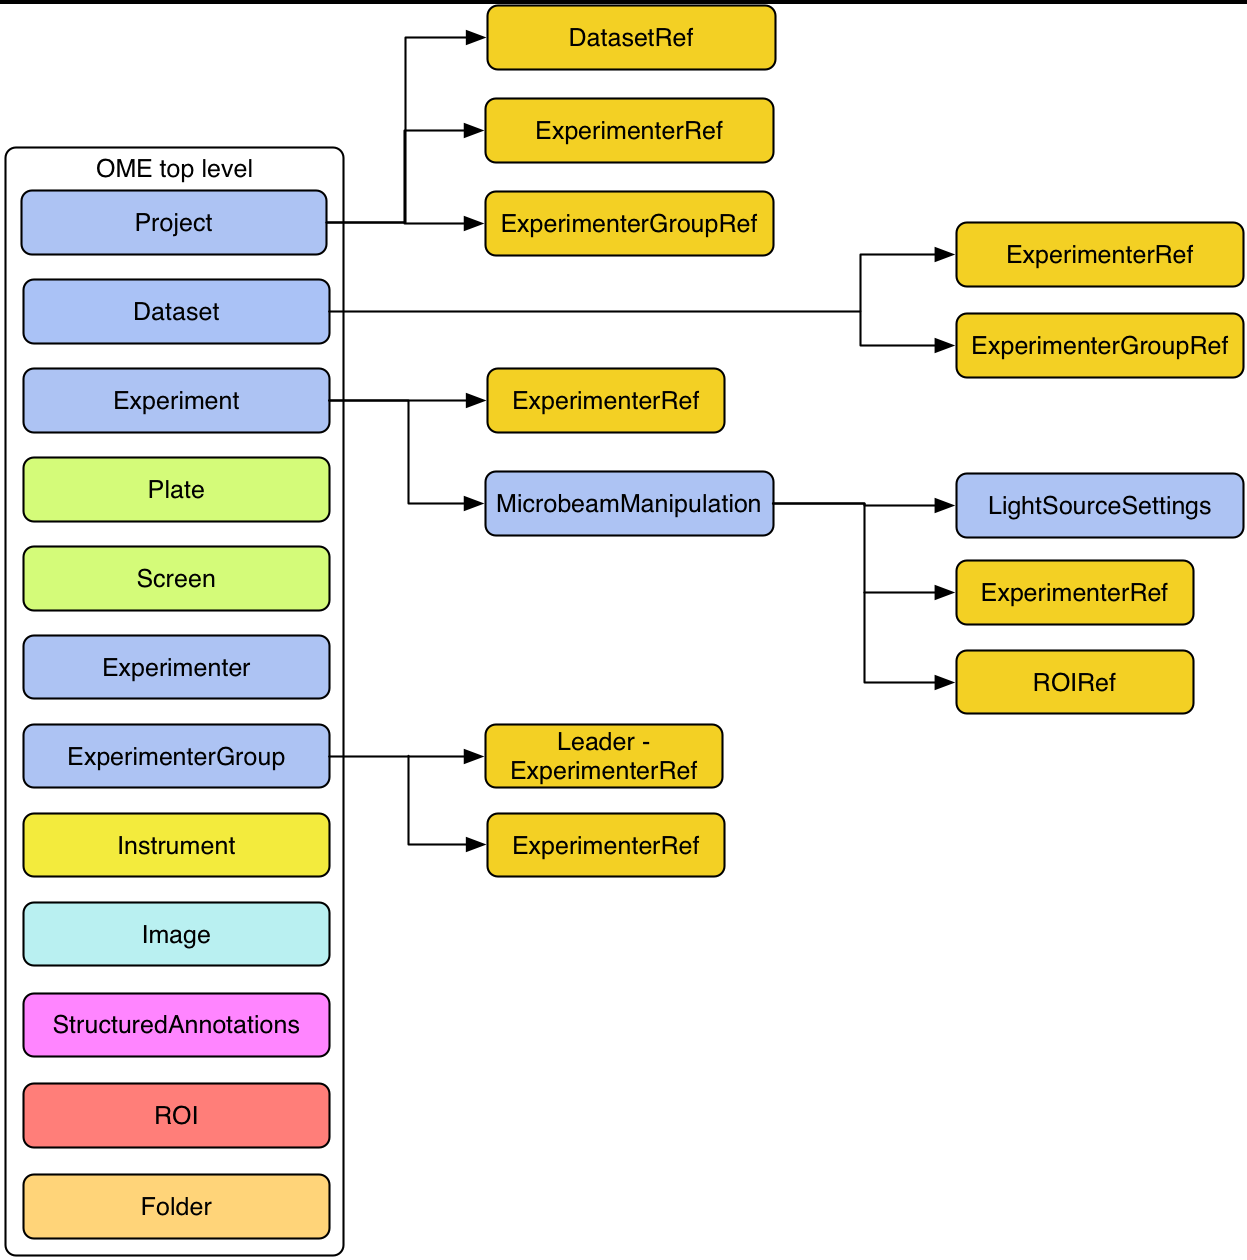 DatasetRef
ExperimenterRef
OME top level
Project
ExperimenterGroupRef
ExperimenterRef
Dataset
ExperimenterGroupRef
Experiment
ExperimenterRef
Plate
MicrobeamManipulation
LightSourceSettings
Screen
ExperimenterRef
Experimenter
ROIRef
ExperimenterGroup
Leader -
ExperimenterRef
Instrument
ExperimenterRef
Image
StructuredAnnotations
ROI
Folder